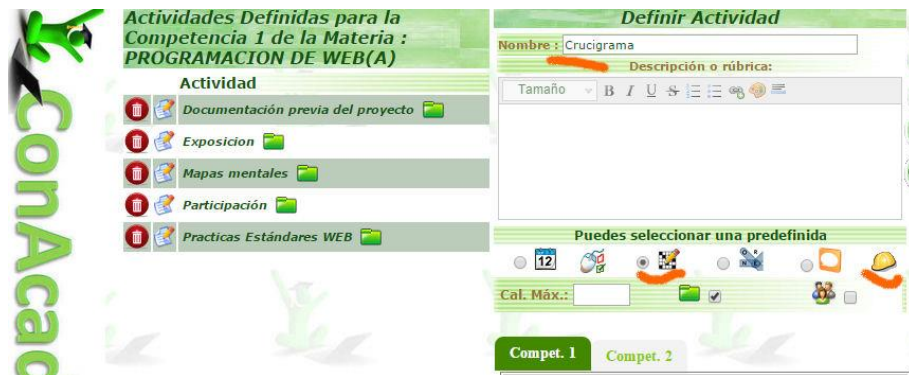 ConAcad
Actividades Definidas para la
Competencia 1 de la Materia :
PROGRAMACION DE WEB(A)
Actividad
Documentación previa del proyecto
Exposicion
Mapas mentales
Participación
Practicas Estándares WEB
Definir Actividad
Nombre : Crucigrama
Descripción o rúbrica:
Tamaño B I U S
Puedes seleccionar una predefinida
12
Cal. Máx.:
Compet. 1 Compet. 2